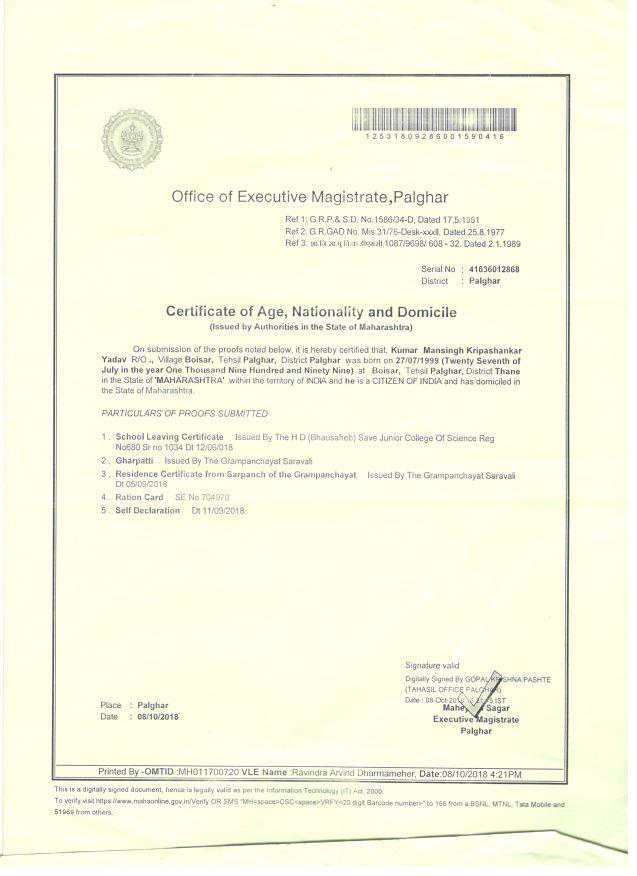 12531809286001590416
Office of Executive Magistrate,Palghar
Ref 1: G.R.P.& S.D. No.1586/34-D, Dated 17.5.1951
Ref 2: G.R.GAD No. Mis.31/76-Desk-xxxII, Dated 25.8.1977
Ref 3: 1087/9698/ 608 - 32. Dated 2.1.1989
Serial No : 41636012868
District : Palghar
Certificate of Age, Nationality and Domicile
(Issued by Authorities in the State of Maharashtra)
On submission of the proofs noted below, it is hereby certified that, Kumar Mansingh Kripashankar
Yadav R/O ., Village Boisar, Tehsil Palghar, District Palghar was born on 27/07/1999 (Twenty Seventh of
July in the year One Thousand Nine Hundred and Ninety Nine) at Boisar, Tehsil Palghar, District Thane
in the State of 'MAHARASHTRA' within the territory of INDIA and he is a CITIZEN OF INDIA and has domiciled in
the State of Maharashtra.
PARTICULARS OF PROOFS SUBMITTED
1 . School Leaving Certificate Issued By The H D (Bhausaheb) Save Junior College Of Science Reg
No680 Sr no 1034 Dt 12/06/018
2 . Gharpatti Issued By The Grampanchayat Saravali
3 . Residence Certificate from Sarpanch of the Grampanchayat Issued By The Grampanchayat Saravali
Dt 05/09/2018
4 . Ration Card SE No 704970
5 . Self Declaration Dt 11/09/2018
Signature valid
Digitally Signed By GOPAL KRISHNA PASHTE
(TAHASIL OFFICE PALGHAR)
Date : 08-Oct-2018 IST
Sagar
Executive Magistrate
Palghar
Place : Palghar
Date : 08/10/2018
Printed By -OMTID :MH011700720 VLE Name :Ravindra Arvind Dharmameher, Date:08/10/2018 4:21PM
This is a digitally signed document, hence is legally valid as per the Information Technology (IT) Act, 2000.
To verify visit https://www.mahaonline.gov.in/Verify OR SMS "MH<space>CSC<space>VRFY<20 digit Barcode number>" to 166 from a BSNL, MTNL, Tata Mobile and
51969 from others.